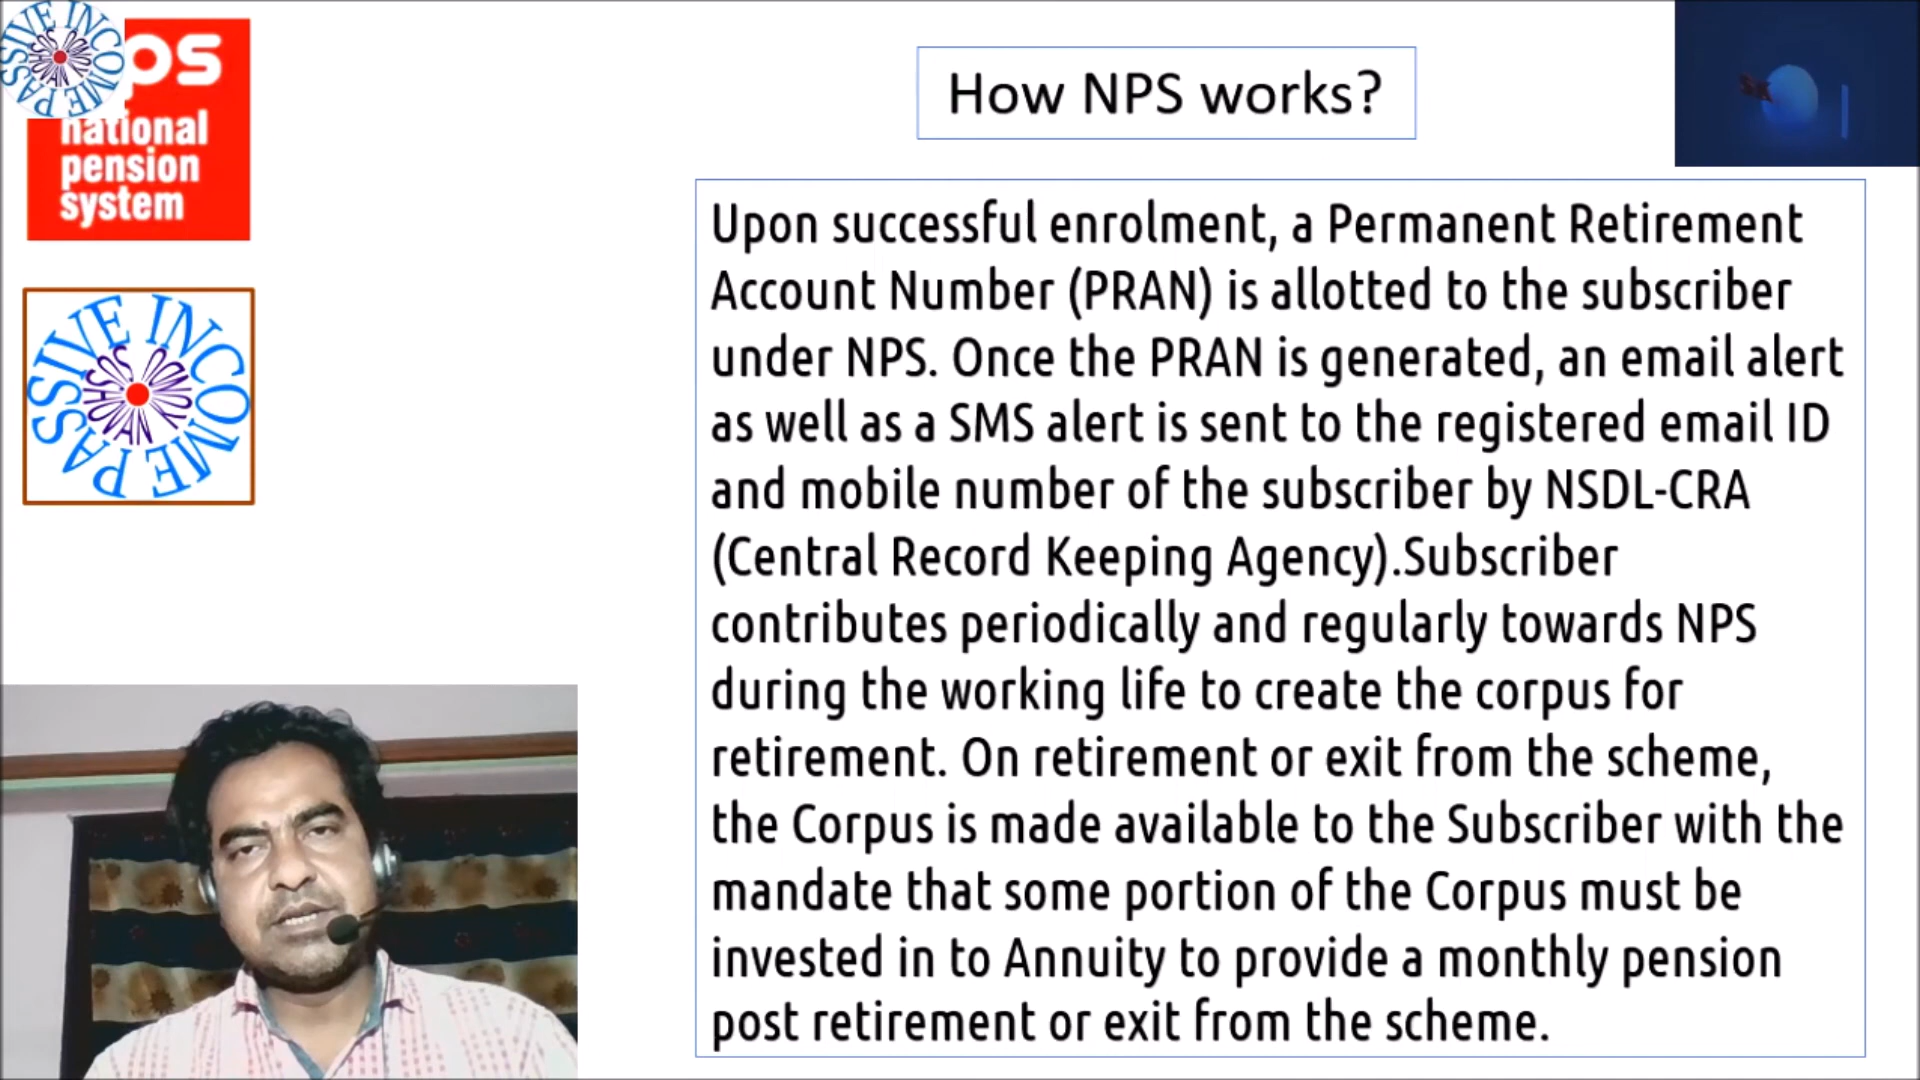 ps
national
pension
system
PASSIVE INCOME
PASSIVE INCOME
How NPS works?
Upon successful enrolment, a Permanent Retirement
Account Number (PRAN) is allotted to the subscriber
under NPS. Once the PRAN is generated, an email alert
as well as a SMS alert is sent to the registered email ID
and mobile number of the subscriber by NSDL-CRA
(Central Record Keeping Agency).Subscriber
contributes periodically and regularly towards NPS
during the working life to create the corpus for
retirement. On retirement or exit from the scheme,
the Corpus is made available to the Subscriber with the
mandate that some portion of the Corpus must be
invested in to Annuity to provide a monthly pension
post retirement or exit from the scheme.